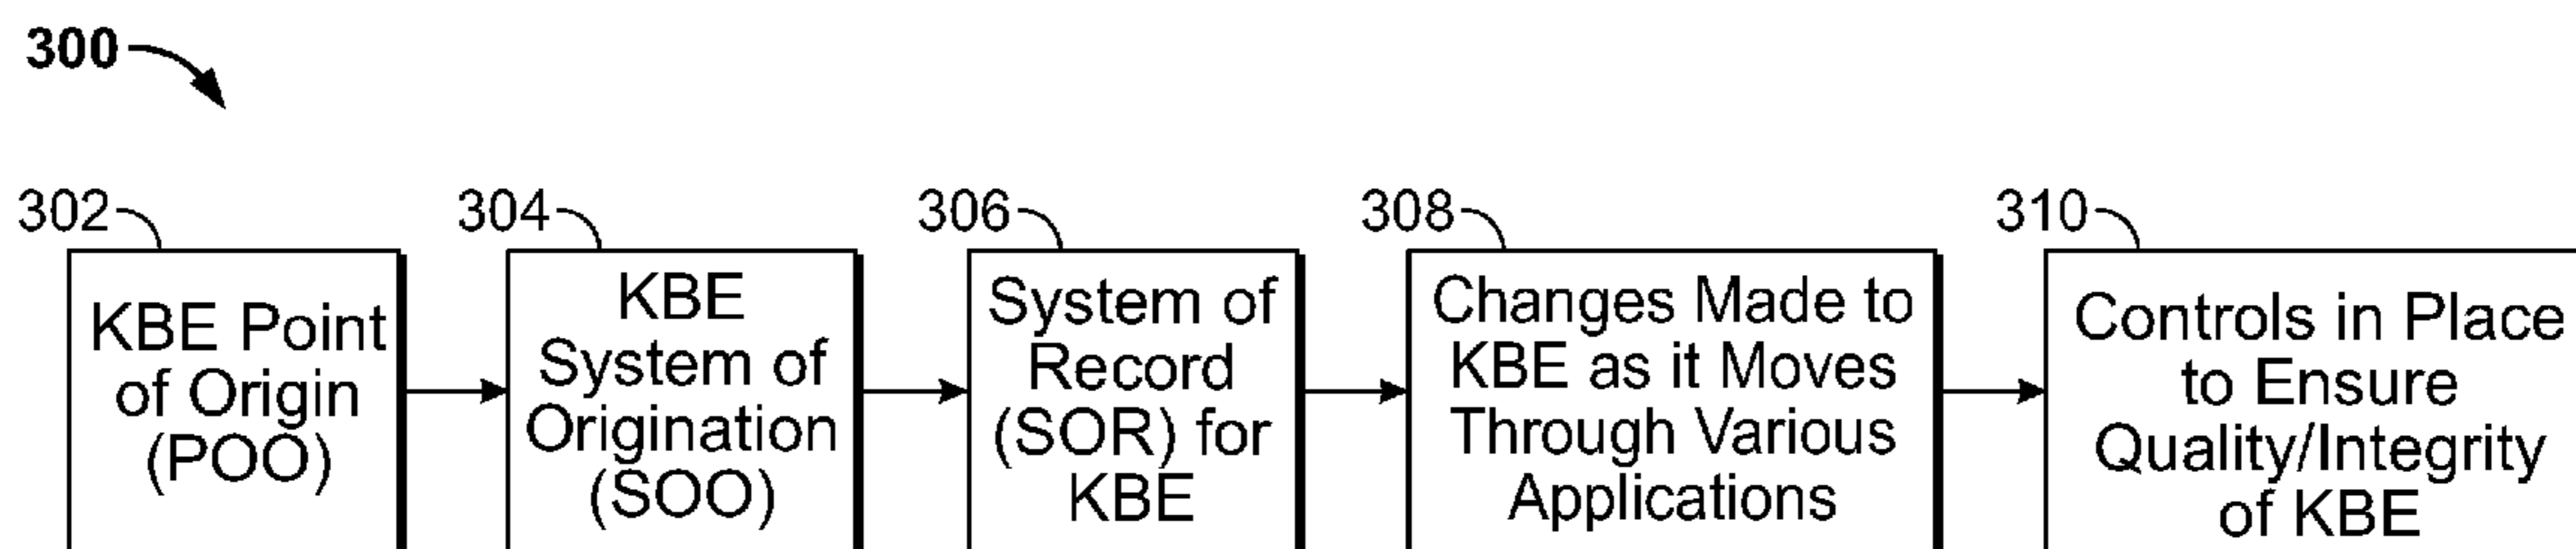 300
302
KBE Point
of Origin
(POO)
304
KBE
System of
Origination
(SOO)
306
System of
Record
(SOR) for
KBE
308
Changes Made to
KBE as it Moves
Through Various
Applications
310
Controls in Place
to Ensure
Quality/Integrity
of KBE